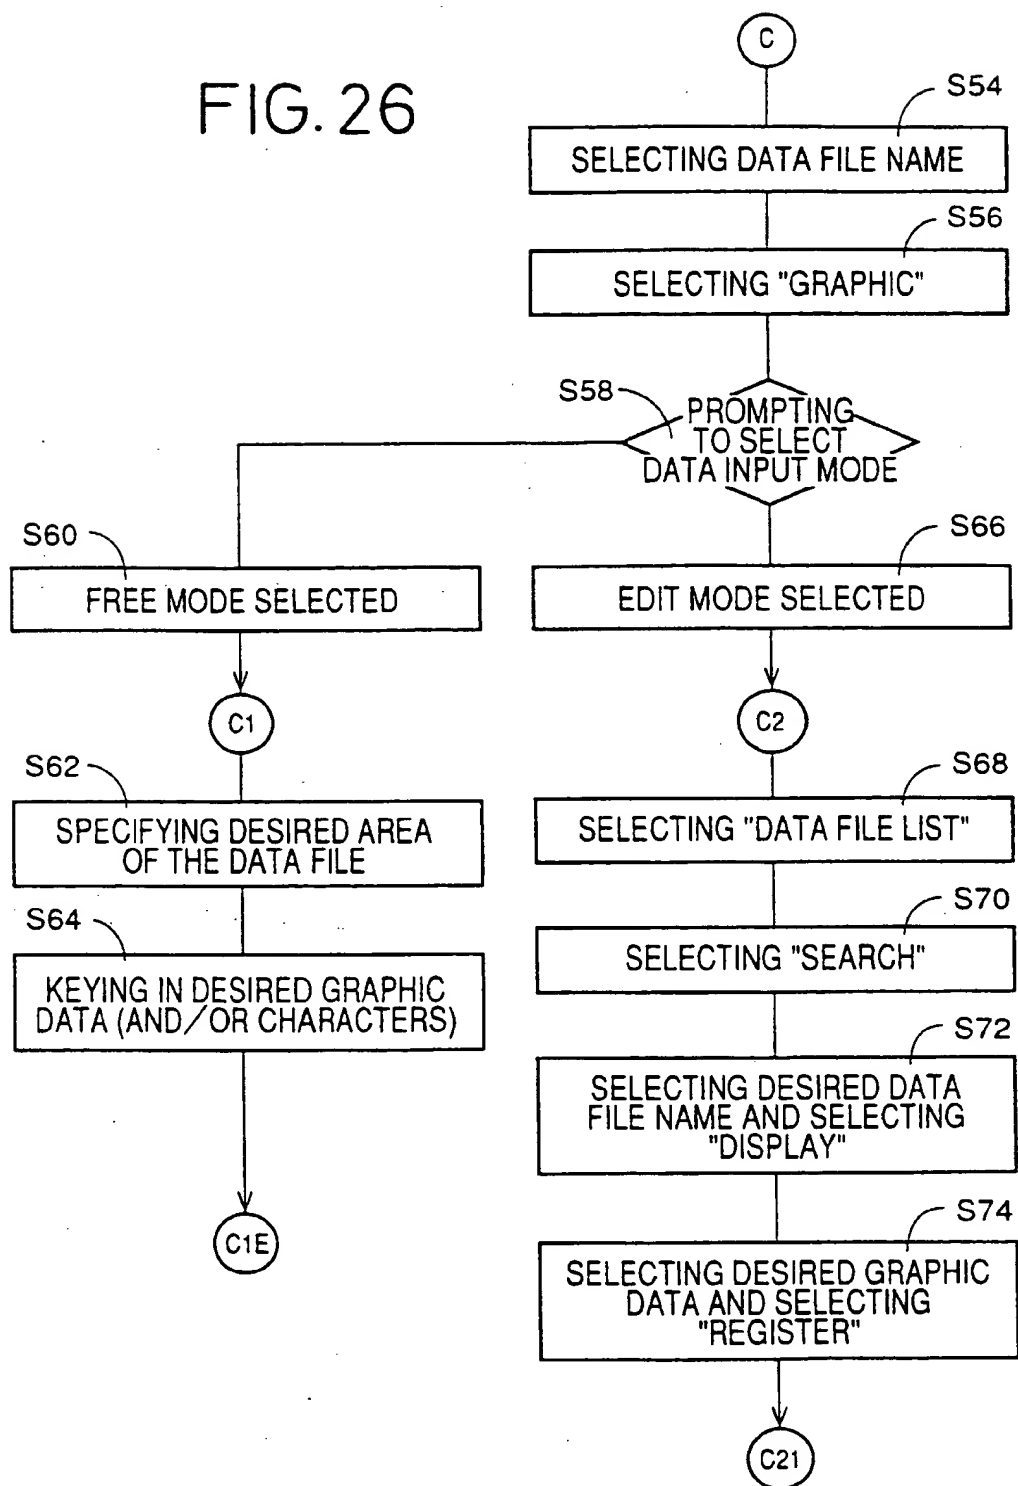 FIG. 26
C
S54
SELECTING DATA FILE NAME
S56
SELECTING "GRAPHIC"
S58
PROMPTING
TO SELECT
DATA INPUT MODE
S60
FREE MODE SELECTED
C1
S62
SPECIFYING DESIRED AREA
OF THE DATA FILE
S64
KEYING IN DESIRED GRAPHIC
DATA (AND/OR CHARACTERS)
C1E
S66
EDIT MODE SELECTED
C2
S68
SELECTING "DATA FILE LIST"
S70
SELECTING "SEARCH"
S72
SELECTING DESIRED DATA
FILE NAME AND SELECTING
"DISPLAY"
S74
SELECTING DESIRED GRAPHIC
DATA AND SELECTING
"REGISTER"
C21